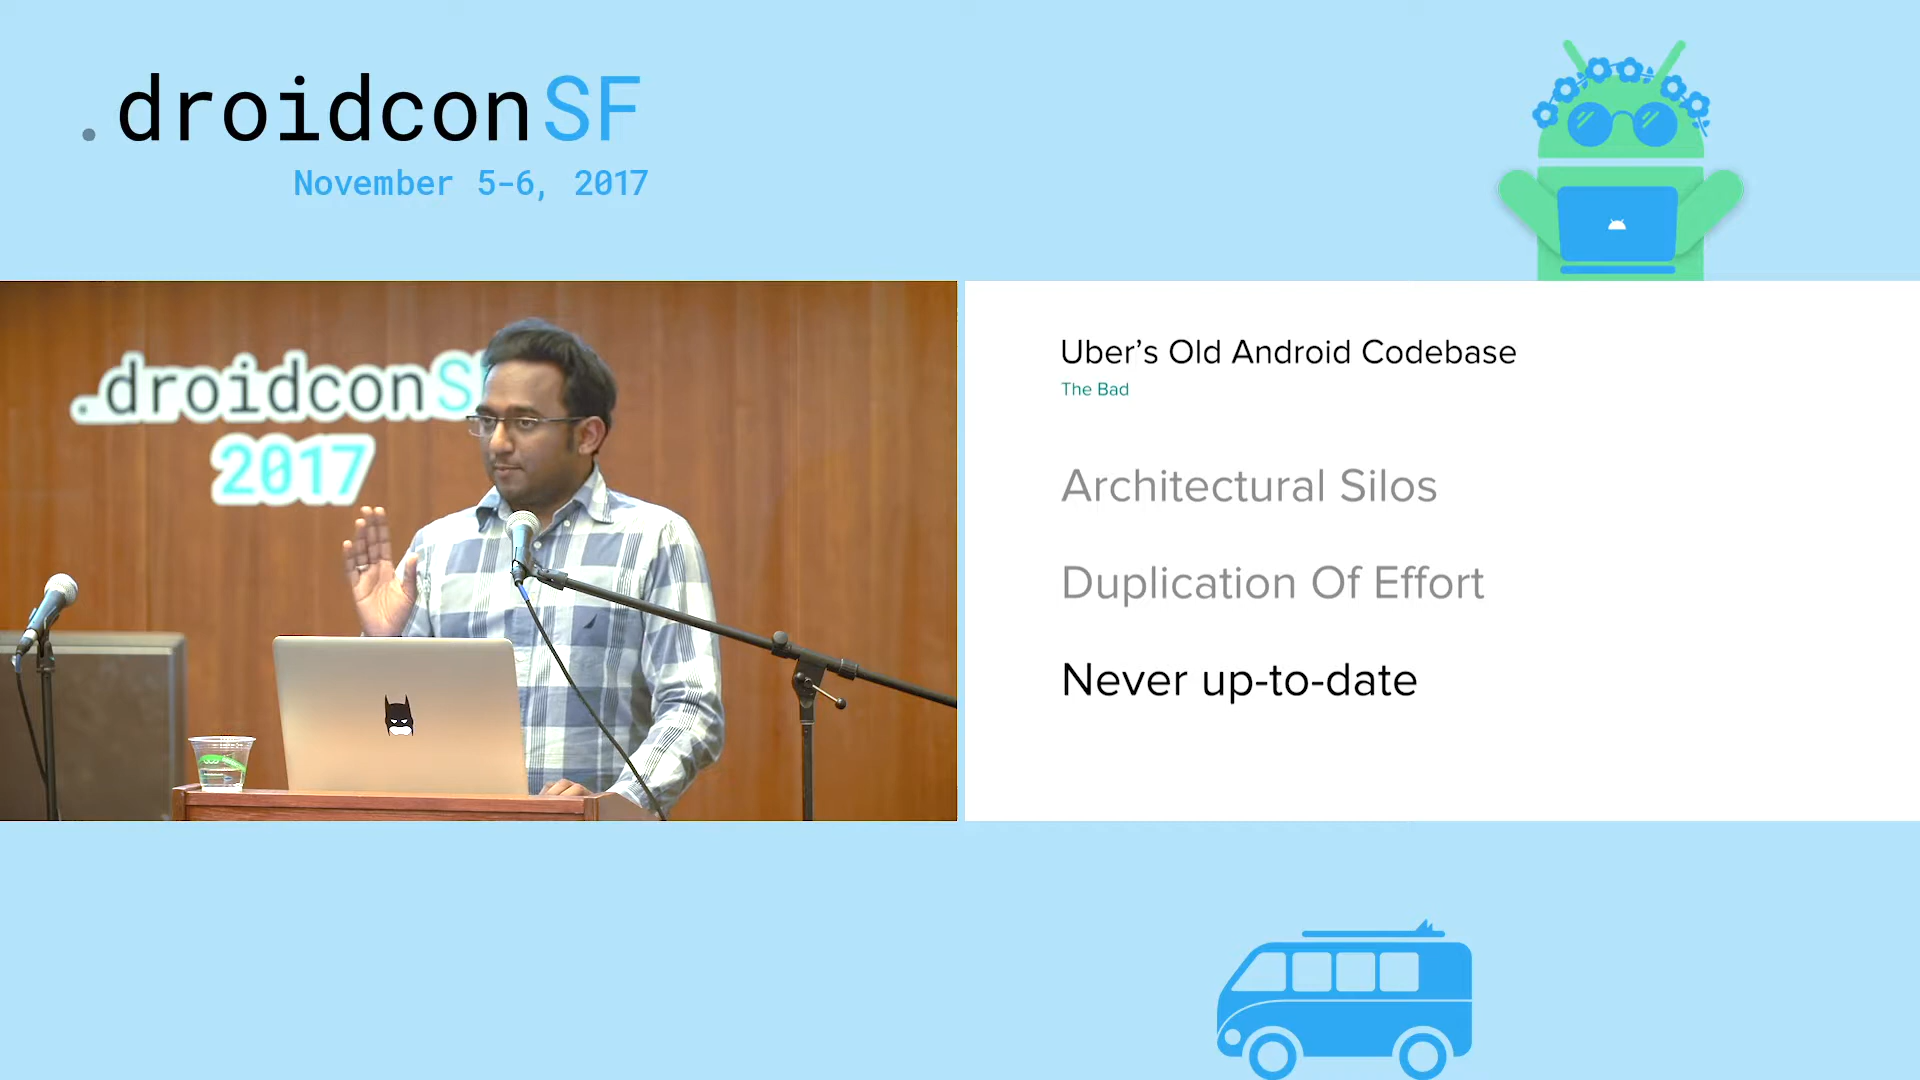 .droidconSF
November 5-6, 2017
.droidconS
2017
Uber’s Old Android Codebase
The Bad
Architectural Silos
Duplication Of Effort
Never up-to-date